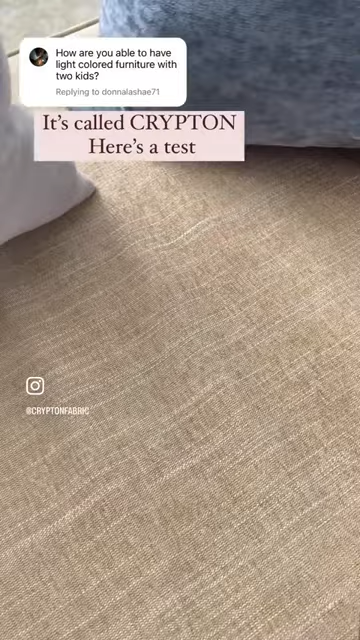 How are you able to have
light colored furniture with
two kids?
Replying to donnalashae71
It's called CRYPTON
Here's a test
@CRYPTONFABRIC